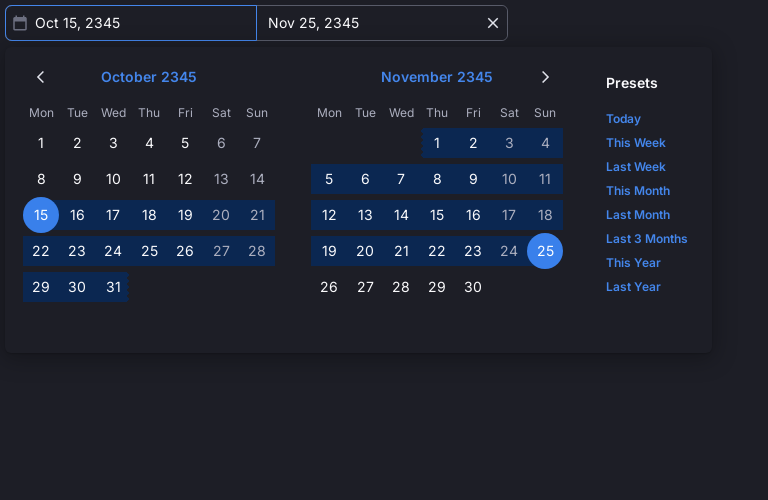 Oct 15, 2345 Nov 25, 2345
October 2345
Mon Tue Wed Thu Fri Sat Sun
1 2 3 4 5 6 7
8 9 10 11 12 13 14
15 16 17 18 19 20 21
22 23 24 25 26 27 28
29 30 31
November 2345
Mon Tue Wed Thu Fri Sat Sun
1 2 3 4
5 6 7 8 9 10 11
12 13 14 15 16 17 18
19 20 21 22 23 24 25
26 27 28 29 30
Presets
Today
This Week
Last Week
This Month
Last Month
Last 3 Months
This Year
Last Year